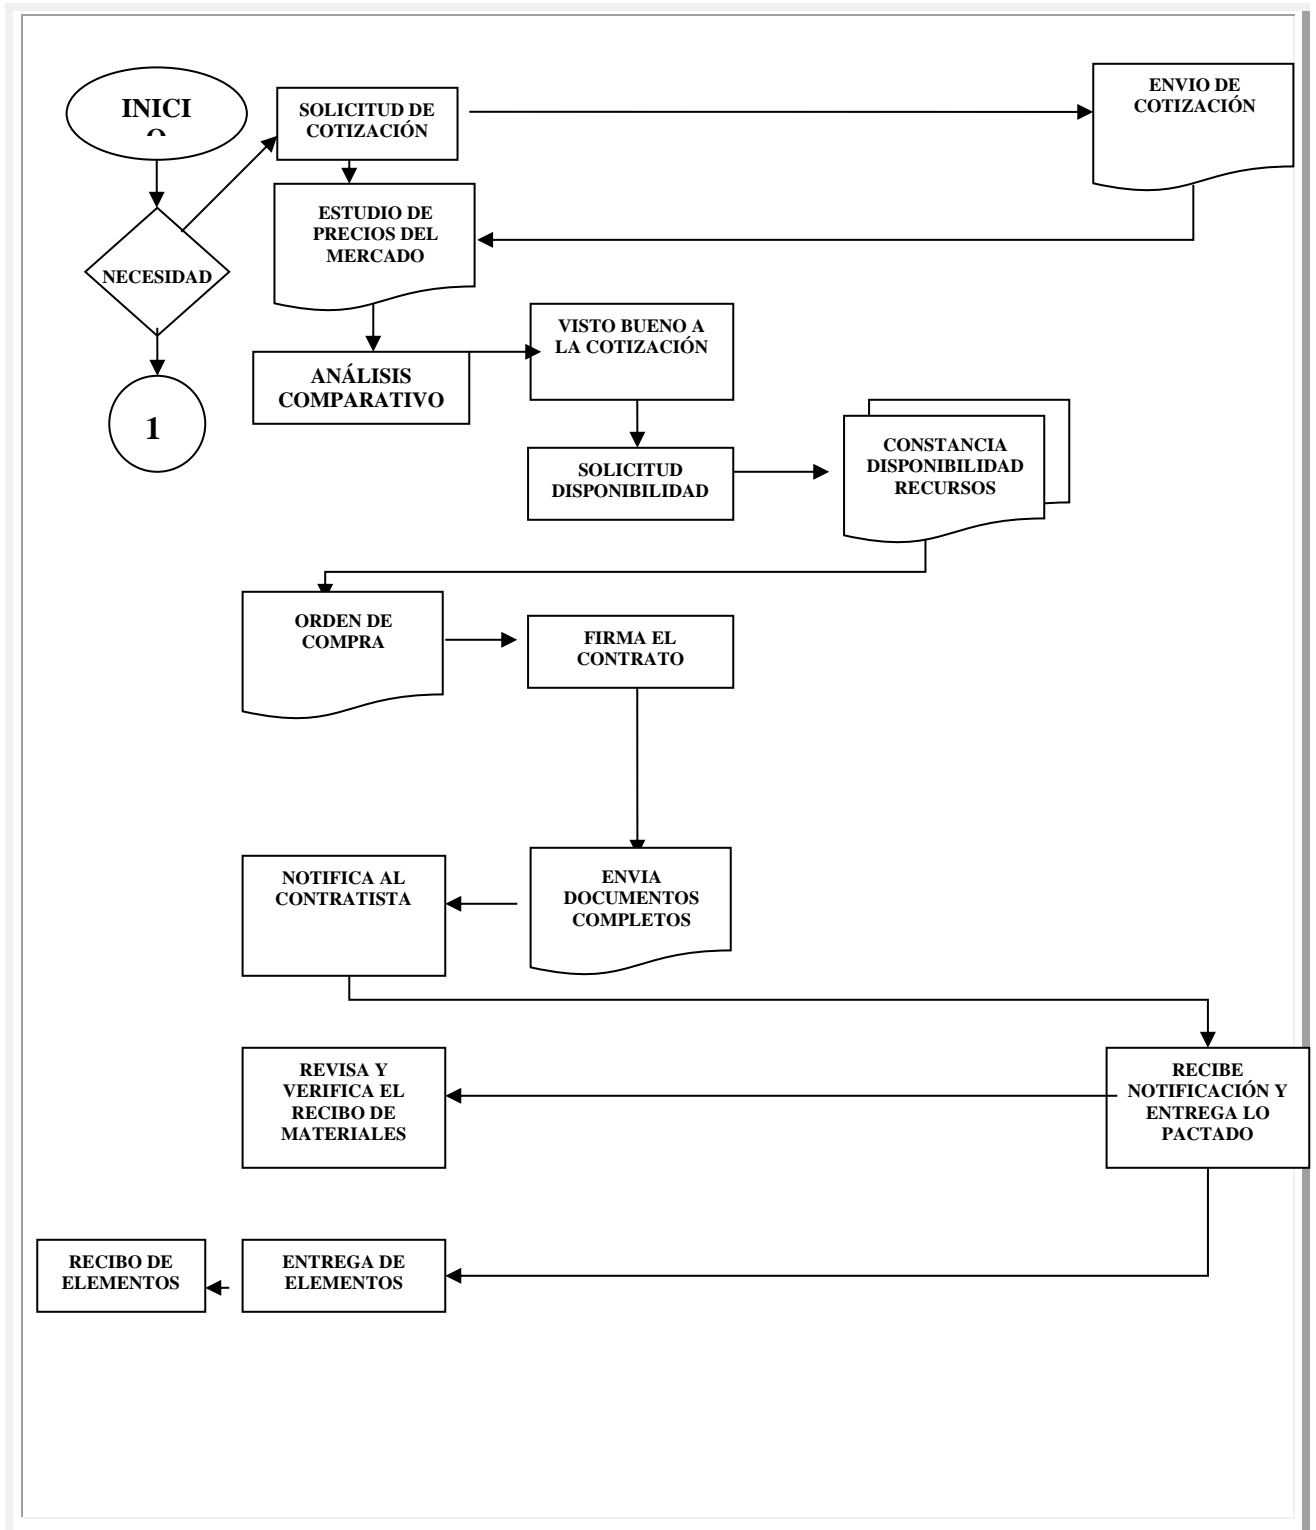 INICI
O
SOLICITUD DE
COTIZACIÓN
ENVIO DE
COTIZACIÓN
ESTUDIO DE
PRECIOS DEL
MERCADO
NECESIDAD
VISTO BUENO A
LA COTIZACIÓN
ANÁLISIS
COMPARATIVO
1
SOLICITUD
DISPONIBILIDAD
CONSTANCIA
DISPONIBILIDAD
RECURSOS
ORDEN DE
COMPRA
FIRMA EL
CONTRATO
NOTIFICA AL
CONTRATISTA
ENVIA
DOCUMENTOS
COMPLETOS
REVISA Y
VERIFICA EL
RECIBO DE
MATERIALES
RECIBE
NOTIFICACIÓN Y
ENTREGA LO
PACTADO
RECIBO DE
ELEMENTOS
ENTREGA DE
ELEMENTOS